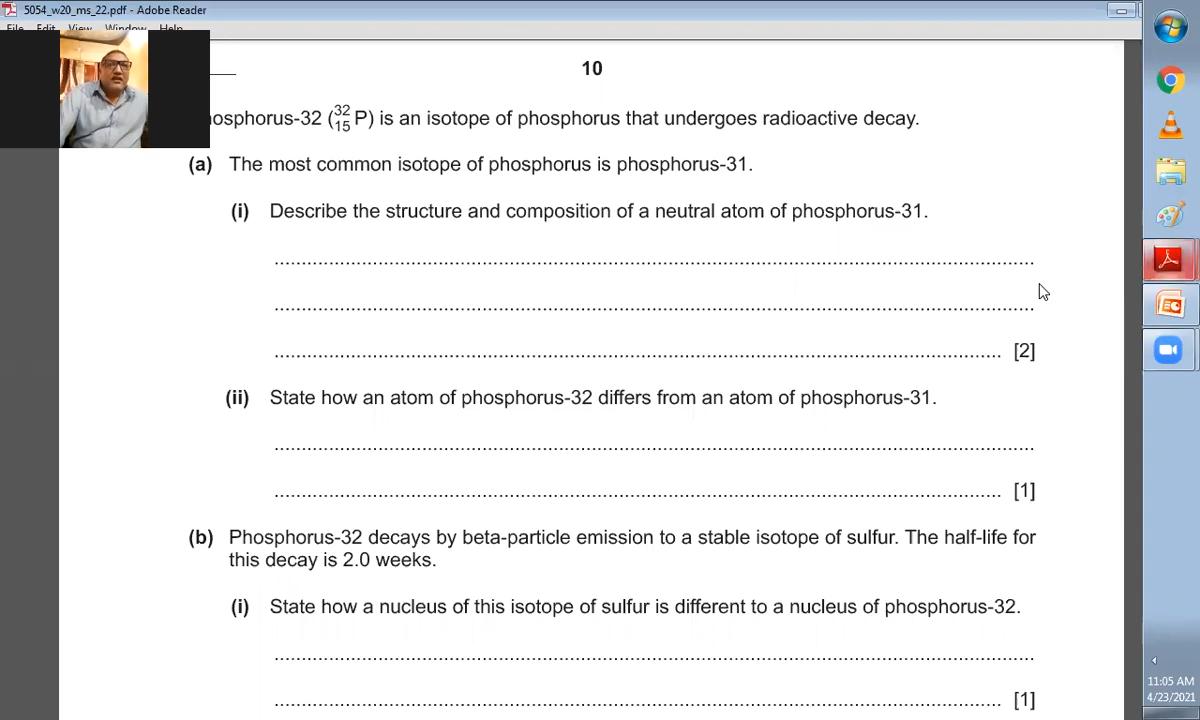 5054_w20_ms_22.pdf - Adobe Reader
File Edit View Window Help
10
osphorus-32 (³²₁₅P) is an isotope of phosphorus that undergoes radioactive decay.
(a) The most common isotope of phosphorus is phosphorus-31.
(i) Describe the structure and composition of a neutral atom of phosphorus-31.
[2]
(ii) State how an atom of phosphorus-32 differs from an atom of phosphorus-31.
[1]
(b) Phosphorus-32 decays by beta-particle emission to a stable isotope of sulfur. The half-life for
this decay is 2.0 weeks.
(i) State how a nucleus of this isotope of sulfur is different to a nucleus of phosphorus-32.
[1]
11:05 AM
4/23/2021